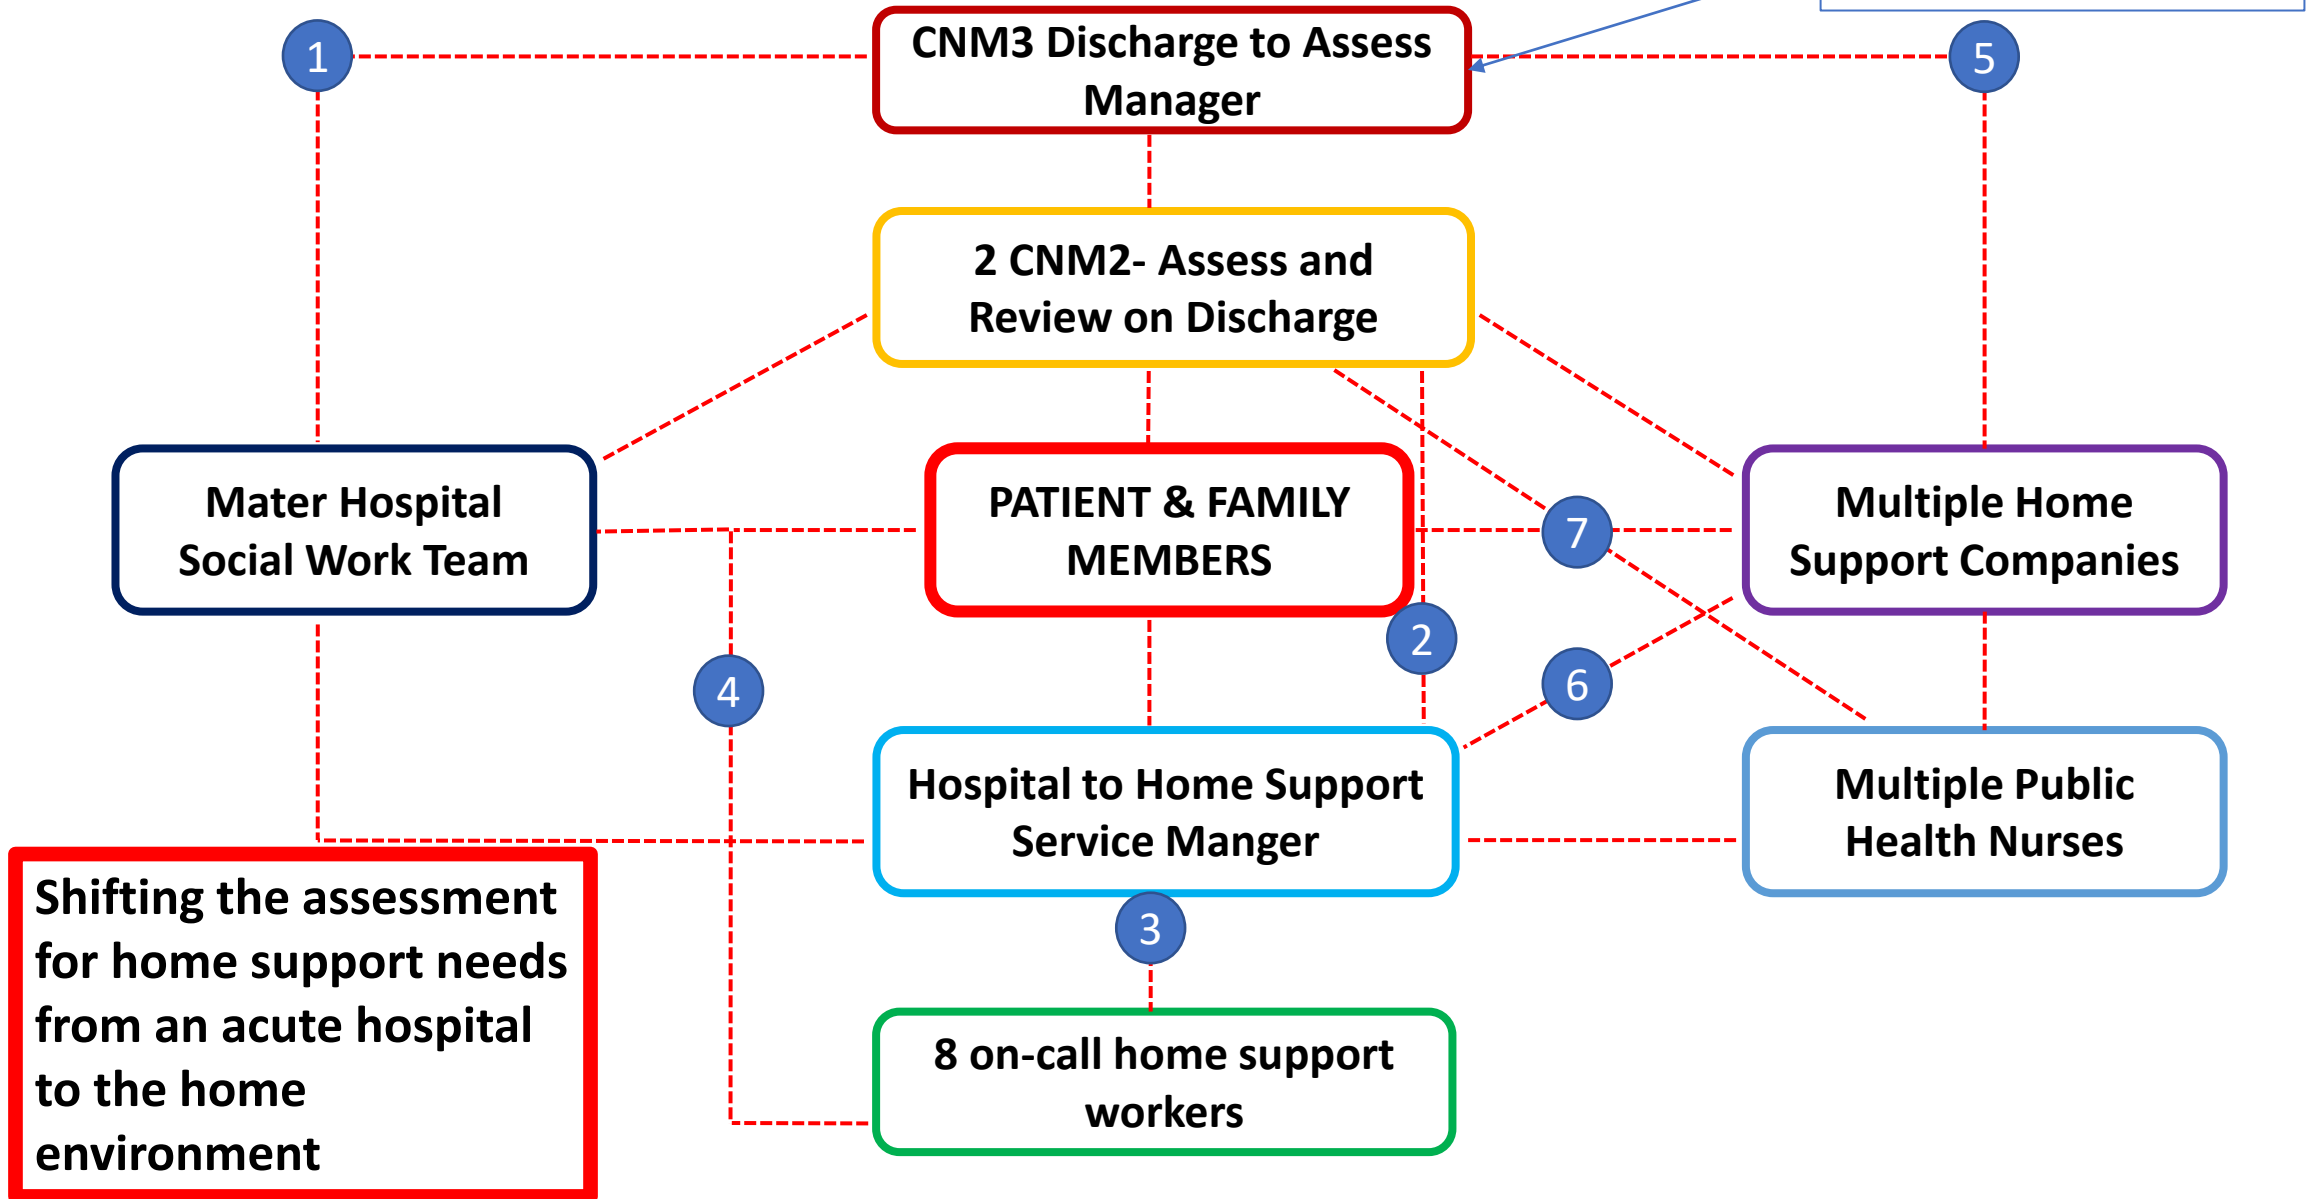 1
CNM3 Discharge to Assess
Manager
5
2 CNM2- Assess and
Review on Discharge
Mater Hospital
Social Work Team
PATIENT & FAMILY
MEMBERS
7
Multiple Home
Support Companies
2
4
6
Hospital to Home Support
Service Manger
Multiple Public
Health Nurses
3
Shifting the assessment
for home support needs
from an acute hospital
to the home
environment
8 on-call home support
workers